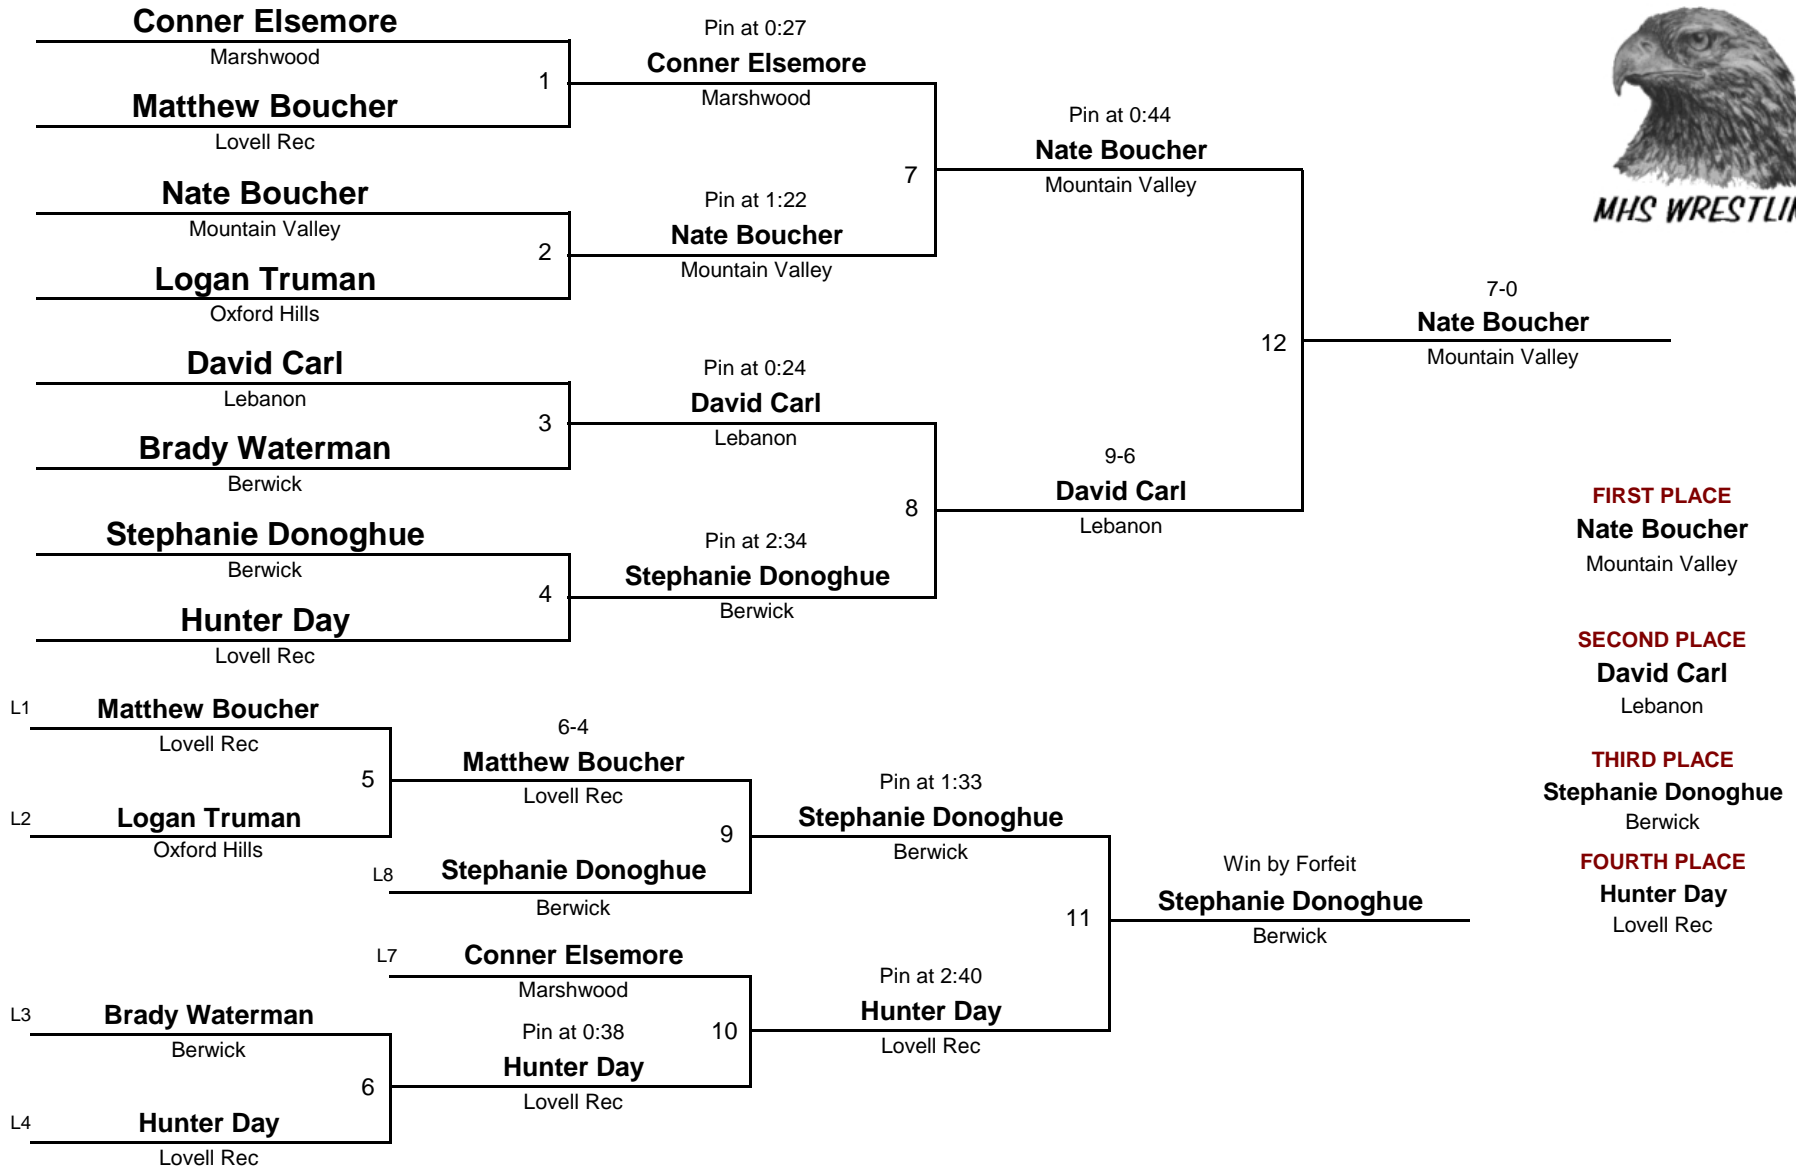 Conner Elsemore
Marshwood
1
Matthew Boucher
Lovell Rec
Nate Boucher
Mountain Valley
2
Logan Truman
Oxford Hills
David Carl
Lebanon
3
Brady Waterman
Berwick
Stephanie Donoghue
Berwick
4
Hunter Day
Lovell Rec
Pin at 0:27
Conner Elsemore
Marshwood
7
Pin at 1:22
Nate Boucher
Mountain Valley
Pin at 0:24
David Carl
Lebanon
8
Pin at 2:34
Stephanie Donoghue
Berwick
Pin at 0:44
Nate Boucher
Mountain Valley
12
9-6
David Carl
Lebanon
7-0
Nate Boucher
Mountain Valley
L1
Matthew Boucher
Lovell Rec
5
L2
Logan Truman
Oxford Hills
6-4
Matthew Boucher
Lovell Rec
9
L8
Stephanie Donoghue
Berwick
L7
Conner Elsemore
Marshwood
10
L3
Brady Waterman
Berwick
6
L4
Hunter Day
Lovell Rec
Pin at 0:38
Hunter Day
Lovell Rec
Pin at 1:33
Stephanie Donoghue
Berwick
11
Pin at 2:40
Hunter Day
Lovell Rec
Win by Forfeit
Stephanie Donoghue
Berwick
MHS
FIRST PLACE
Nate Boucher
Mountain Valley
SECOND PLACE
David Carl
Lebanon
THIRD PLACE
Stephanie Donoghue
Berwick
FOURTH PLACE
Hunter Day
Lovell Rec